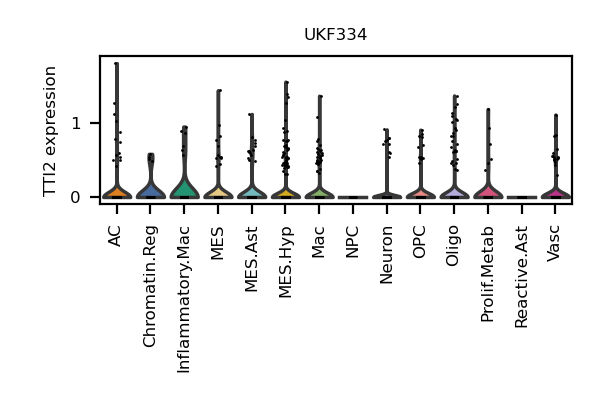 UKF334
TTI2 expression
1
0
AC
Chromatin.Reg
Inflammatory.Mac
MES
MES.Ast
MES.Hyp
Mac
NPC
Neuron
OPC
Oligo
Prolif.Metab
Reactive.Ast
Vasc